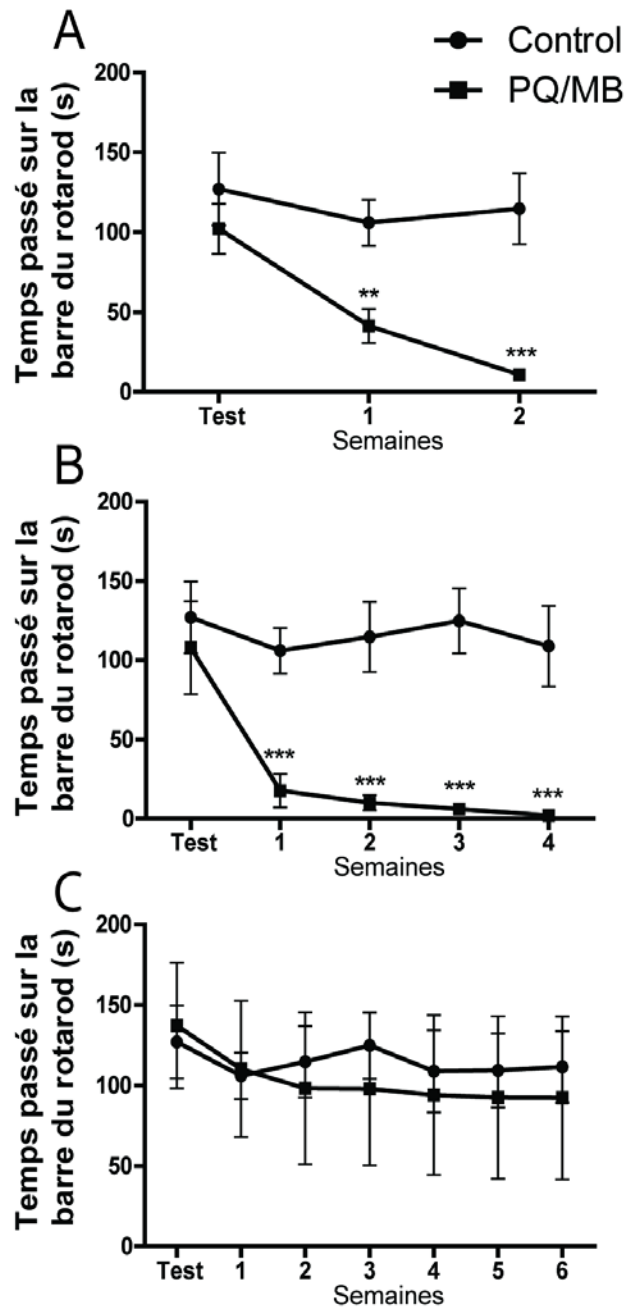 A
Control
PQ/MB
Temps passé sur la
barre du rotarod (s)
200
150
100
50
0
**
***
Test 1 2
Semaines
B
Temps passé sur la
barre du rotarod (s)
200
150
100
50
0
*** *** *** ***
Test 1 2 3 4
Semaines
C
Temps passé sur la
barre du rotarod (s)
200
150
100
50
0
Test 1 2 3 4 5 6
Semaines